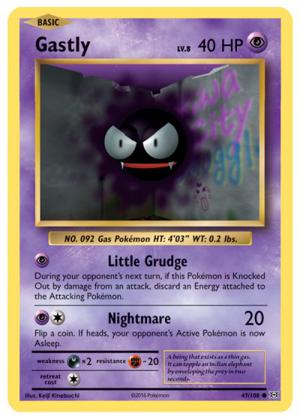 BASIC
Gastly LV.8 40 HP
NO. 092 Gas Pokémon HT: 4'03" WT: 0.2 lbs.
Little Grudge
During your opponent's next turn, if this Pokémon is Knocked
Out by damage from an attack, discard an Energy attached to
the Attacking Pokémon.
Nightmare 20
Flip a coin. If heads, your opponent's Active Pokémon is now
Asleep.
weakness ×2 resistance -20
retreat
cost
A being that exists as a thin gas.
It can topple an Indian elephant
by enveloping the prey in two
seconds.
Illus. Keiji Kinebuchi ©2016 Pokémon 47/108